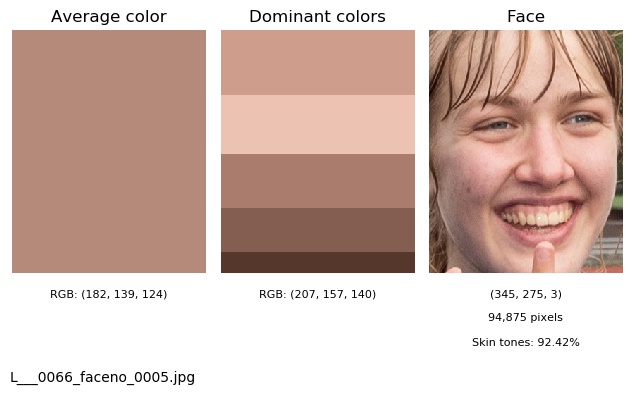 Average color
Dominant colors
Face
RGB: (182, 139, 124)
RGB: (207, 157, 140)
(345, 275, 3)
94,875 pixels
Skin tones: 92.42%
L___0066_faceno_0005.jpg